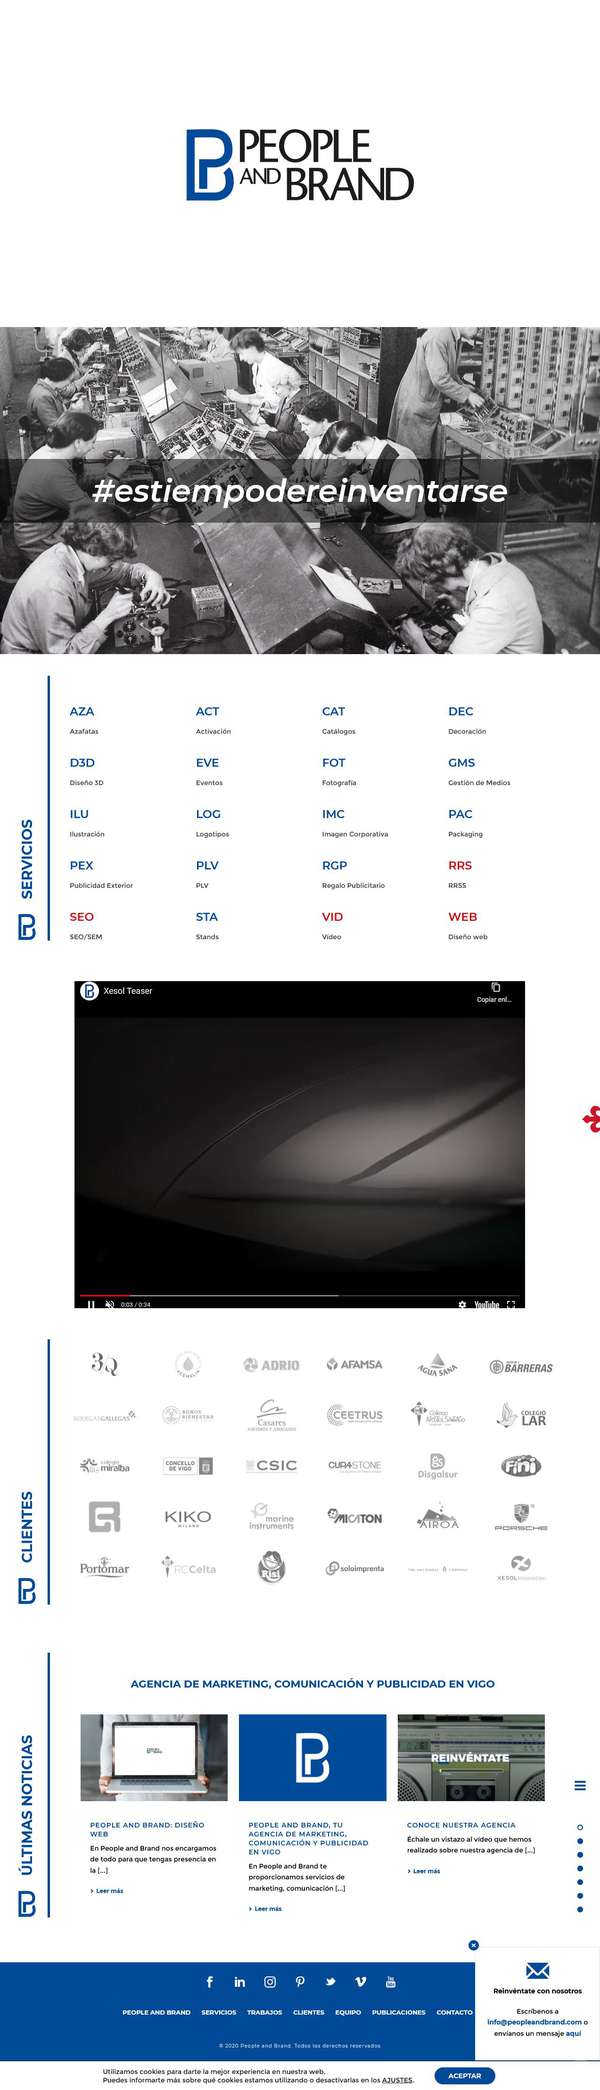 PEOPLE
AND BRAND
#estiempodereinventarse
SERVICIOS
AZA
Azafatas
ACT
Activación
CAT
Catálogos
DEC
Decoración
D3D
Diseño 3D
EVE
Eventos
FOT
Fotografía
GMS
Gestión de Medios
ILU
Ilustración
LOG
Logotipos
IMC
Imagen Corporativa
PAC
Packaging
PEX
Publicidad Exterior
PLV
PLV
RGP
Regalo Publicitario
RRS
RRSS
SEO
SEO/SEM
STA
Stands
VID
Vídeo
WEB
Diseño web
Xesol Teaser
Copiar enl...
0:03 / 0:34
YouTube
CLIENTES
3Q
ADRIO
AFAMSA
AGUA SANA
BARRERAS
BODEGAS GALLEGAS
Casares
CEETRUS
COLEGIO
LAR
miralba
CONCELLO
DE VIGO
CSIC
CUPASTONE
Disgalsur
Fini
KIKO
MILANO
marine
instruments
MICATON
AIROA
PORSCHE
Portomar
RCCelta
Risi
soloimprenta
XESOL
ÚLTIMAS NOTICIAS
AGENCIA DE MARKETING, COMUNICACIÓN Y PUBLICIDAD EN VIGO
REINVÉNTATE
PEOPLE AND BRAND: DISEÑO
WEB
En People and Brand nos encargamos
de todo para que tengas presencia en
la [...]
Leer más
PEOPLE AND BRAND, TU
AGENCIA DE MARKETING,
COMUNICACIÓN Y PUBLICIDAD
EN VIGO
En People and Brand te
proporcionamos servicios de
marketing, comunicación [...]
Leer más
CONOCE NUESTRA AGENCIA
Échale un vistazo al vídeo que hemos
realizado sobre nuestra agencia de [...]
Leer más
PEOPLE AND BRAND SERVICIOS TRABAJOS CLIENTES EQUIPO PUBLICACIONES CONTACTO
© 2020 People and Brand. Todos los derechos reservados
Reinvéntate con nosotros
Escríbenos a
info@peopleandbrand.com o
envíanos un mensaje aquí
Utilizamos cookies para darte la mejor experiencia en nuestra web.
Puedes informarte más sobre qué cookies estamos utilizando o desactivarlas en los AJUSTES.
ACEPTAR